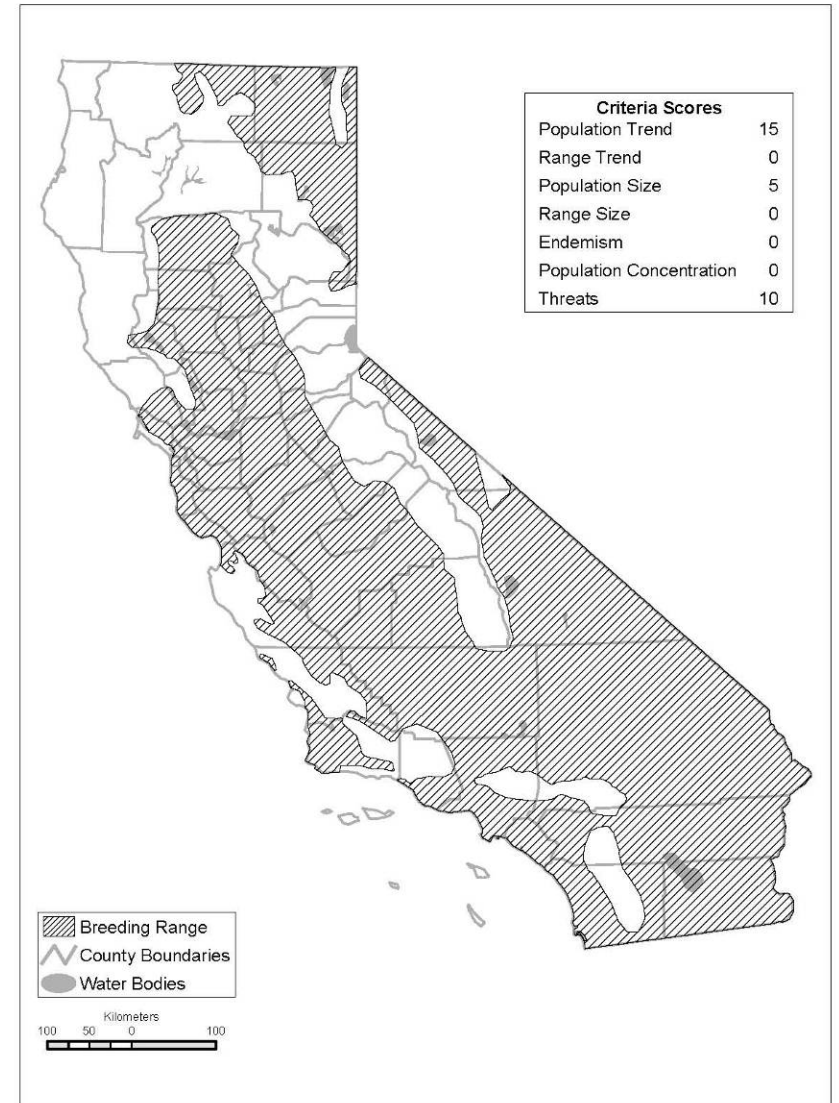 Criteria Scores
Population Trend 15
Range Trend 0
Population Size 5
Range Size 0
Endemism 0
Population Concentration 0
Threats 10
Breeding Range
County Boundaries
Water Bodies
Kilometers
100 50 0 100